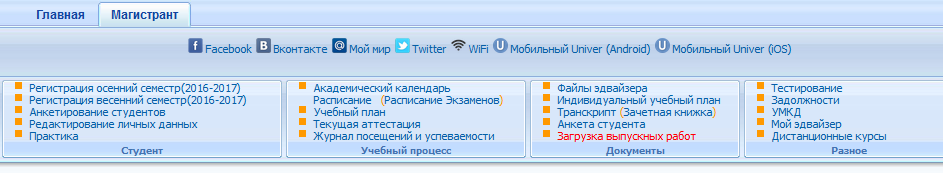 Главная Магистрант
Facebook Вконтакте Мой мир Twitter WiFi Мобильный Univer (Android) Мобильный Univer (iOS)
Регистрация осенний семестр(2016-2017)
Регистрация весенний семестр(2016-2017)
Анкетирование студентов
Редактирование личных данных
Практика
Студент
Академический календарь
Расписание (Расписание Экзаменов)
Учебный план
Текущая аттестация
Журнал посещений и успеваемости
Учебный процесс
Файлы эдвайзера
Индивидуальный учебный план
Транскрипт (Зачетная книжка)
Анкета студента
Загрузка выпускных работ
Документы
Тестирование
Задолжности
УМКД
Мой эдвайзер
Дистанционные курсы
Разное